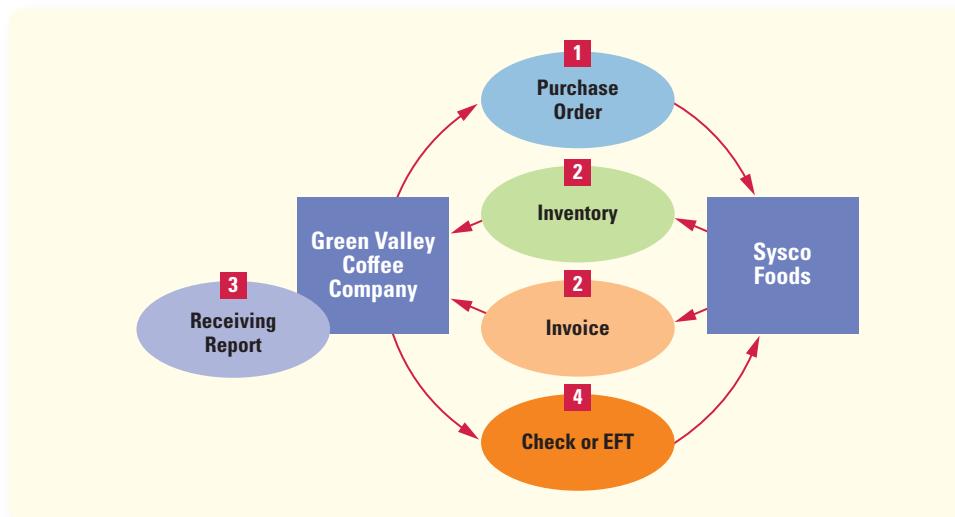 1
Purchase
Order
2
Inventory
Green Valley
Coffee
Company
Sysco
Foods
3
Receiving
Report
2
Invoice
4
Check or EFT